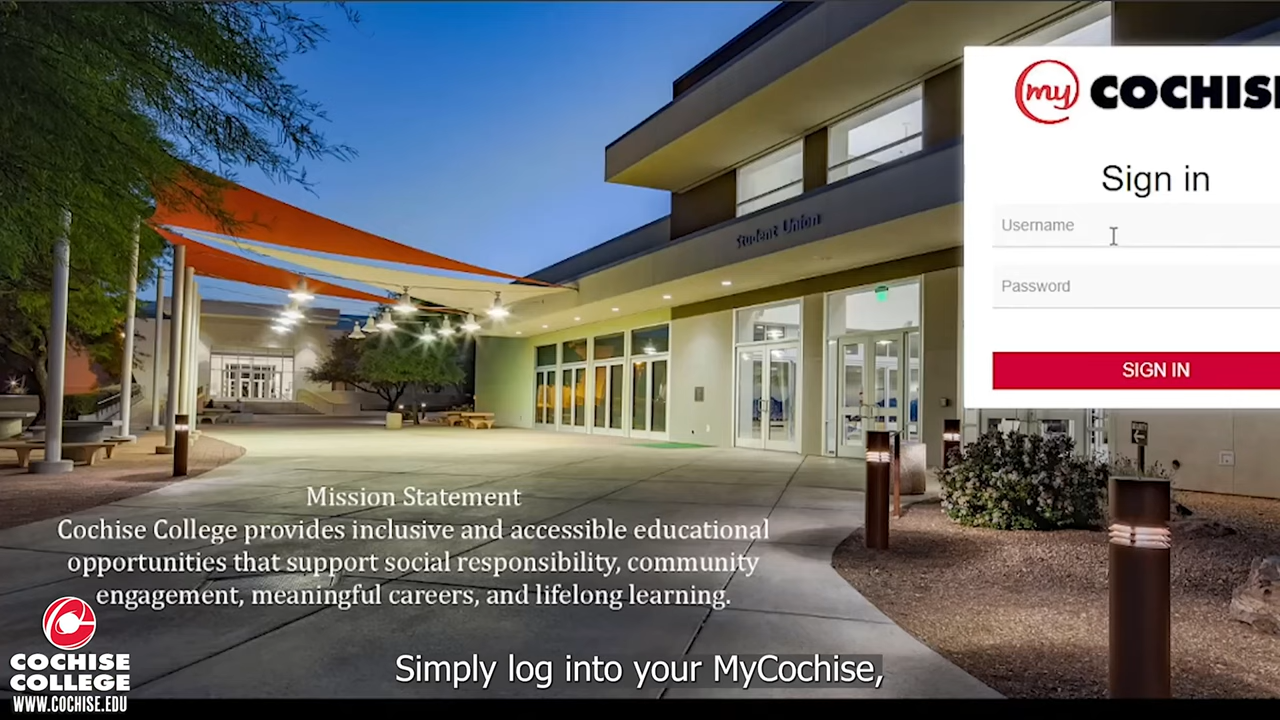 my COCHISE
Sign in
Username
Password
SIGN IN
Student Union
Mission Statement
Cochise College provides inclusive and accessible educational
opportunities that support social responsibility, community
engagement, meaningful careers, and lifelong learning.
COCHISE
COLLEGE
WWW.COCHISE.EDU
Simply log into your MyCochise,